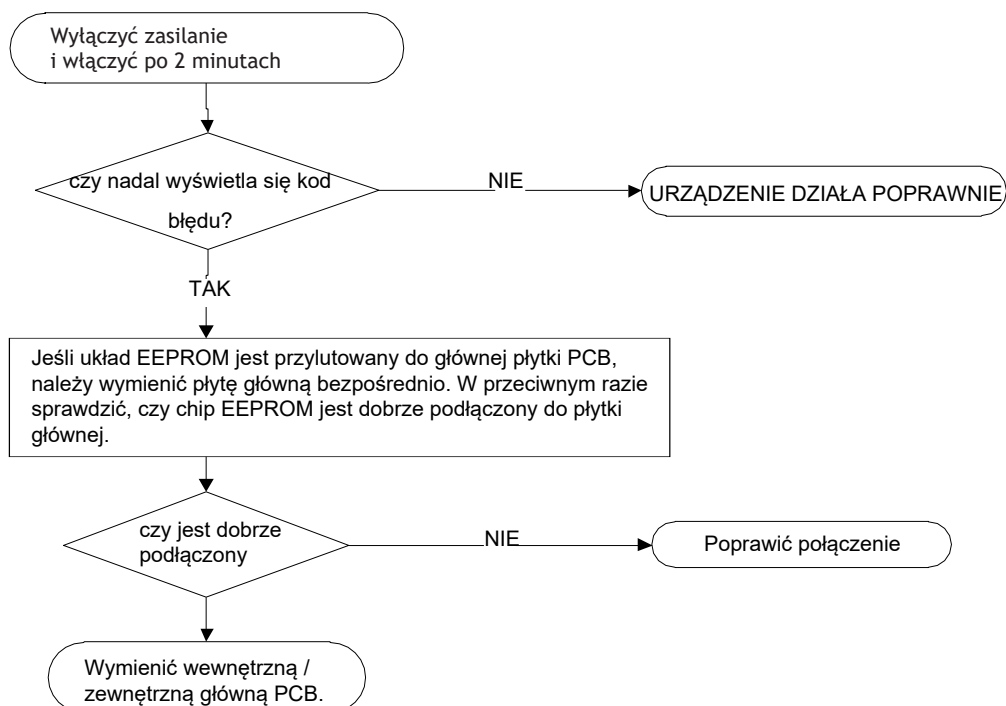 Wyłączyć zasilanie
i włączyć po 2 minutach
czy nadal wyświetla się kod
błędu?
NIE
URZĄDZENIE DZIAŁA POPRAWNIE
TAK
Jeśli układ EEPROM jest przylutowany do głównej płytki PCB,
należy wymienić płytę główną bezpośrednio. W przeciwnym razie
sprawdzić, czy chip EEPROM jest dobrze podłączony do płytki
głównej.
czy jest dobrze
podłączony
NIE
Poprawić połączenie
Wymienić wewnętrzną /
zewnętrzną główną PCB.